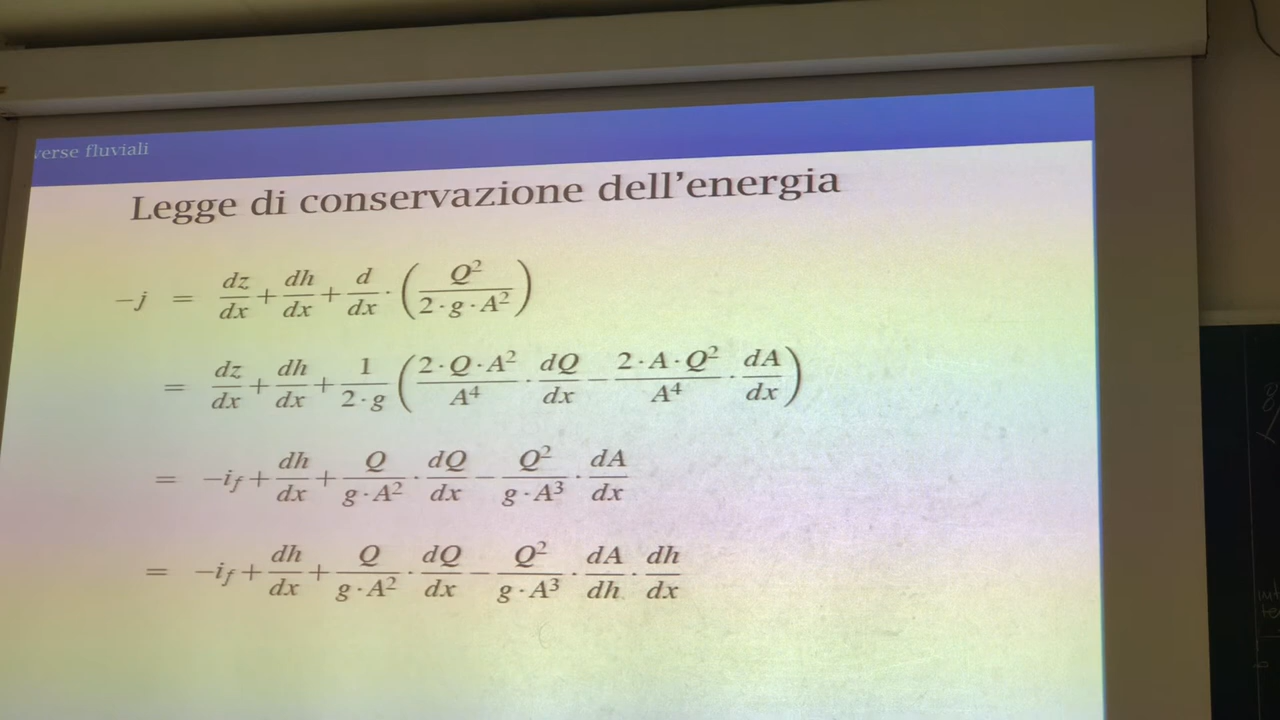 verse fluviali
Legge di conservazione dell'energia
−j = dz/dx + dh/dx + d/dx · (Q²/(2·g·A²))
= dz/dx + dh/dx + 1/(2·g) (2·Q·A²/A⁴ · dQ/dx − 2·A·Q²/A⁴ · dA/dx)
= −i_f + dh/dx + Q/(g·A²) · dQ/dx − Q²/(g·A³) · dA/dx
= −i_f + dh/dx + Q/(g·A²) · dQ/dx − Q²/(g·A³) · dA/dh · dh/dx